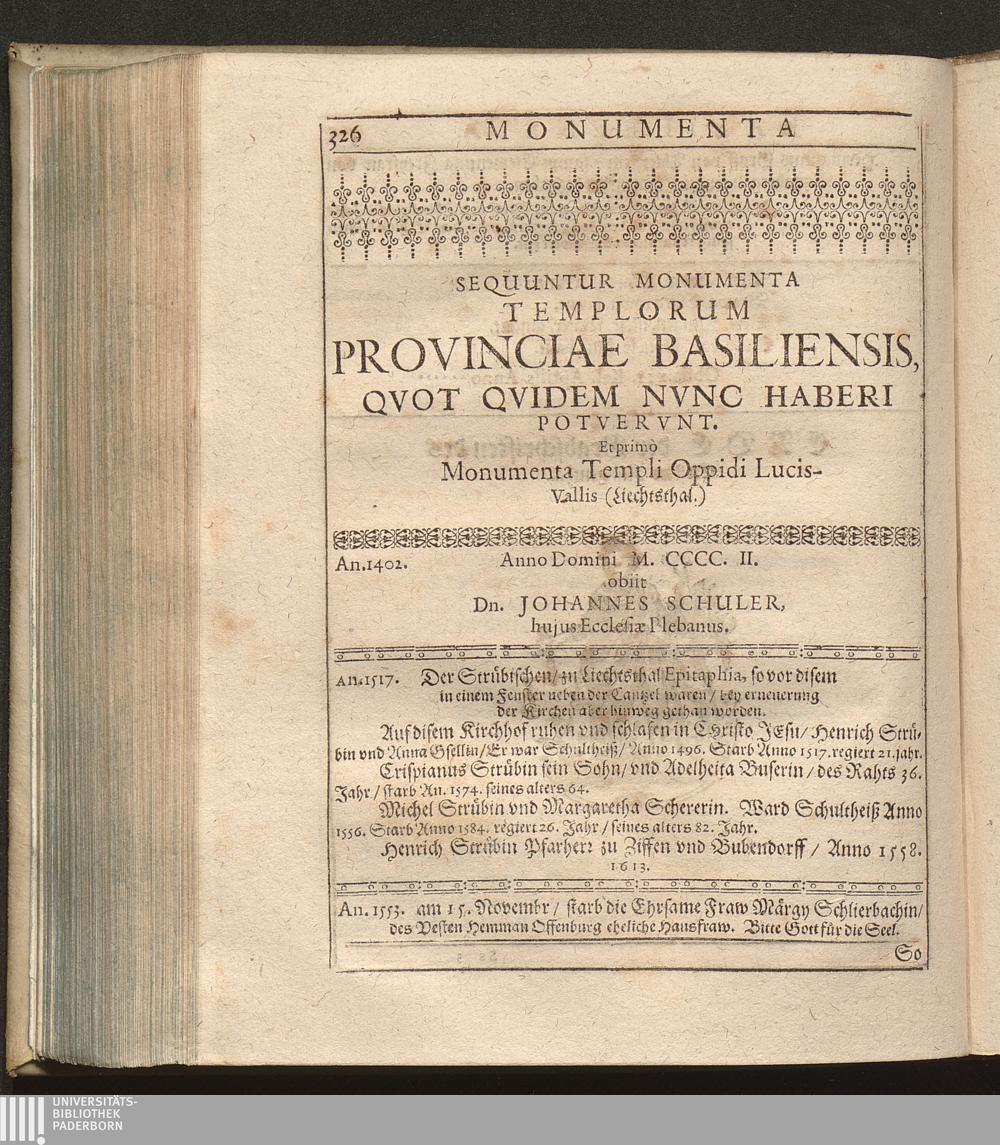 326 MONUMENTA
SEQUUNTUR MONUMENTA
TEMPLORUM
PROVINCIAE BASILIENSIS,
QVOT QVIDEM NVNC HABERI
POTVERVNT.
Et primò
Monumenta Templi Oppidi Lucis-
Vallis (Liechtsthal.)
An.1402. Anno Domini M. CCCC. II.
obiit
Dn. JOHANNES SCHULER,
hujus Ecclesiæ Plebanus.
An.1517. Der Strübischen/ zu Liechtsthal Epitaphia, so vor disem
in einem Fenster neben der Cantzel waren/ bey erneuerung
der Kirchen aber hinweg gethan worden.
Auf disem Kirchhof ruhen vnd schlafen in CHristo JEsu/ Henrich Strü-
bin vnd Anna Gsellin/ Er war Schultheiß/ Anno 1496. Starb Anno 1517. regiert 21. jahr.
Crispianus Strübin sein Sohn/ vnd Adelheita Buserin/ des Rahts 36.
Jahr/ starb An. 1574. seines alters 64.
Michel Strübin vnd Margaretha Schererin. Ward Schultheiß Anno
1556. Starb Anno 1584. regiert 26. Jahr/ seines alters 82. Jahr.
Henrich Strübin Pfarherr zu Ziffen vnd Bubendorff/ Anno 1558.
1613.
An. 1553. am 15. Novembr/ starb die Ehrsame Fraw Märgy Schlierbachin/
des Vesten Hemman Offenburg eheliche Hausfraw. Bitte Gott für die Seel.
So
UNIVERSITÄTS-
BIBLIOTHEK
PADERBORN